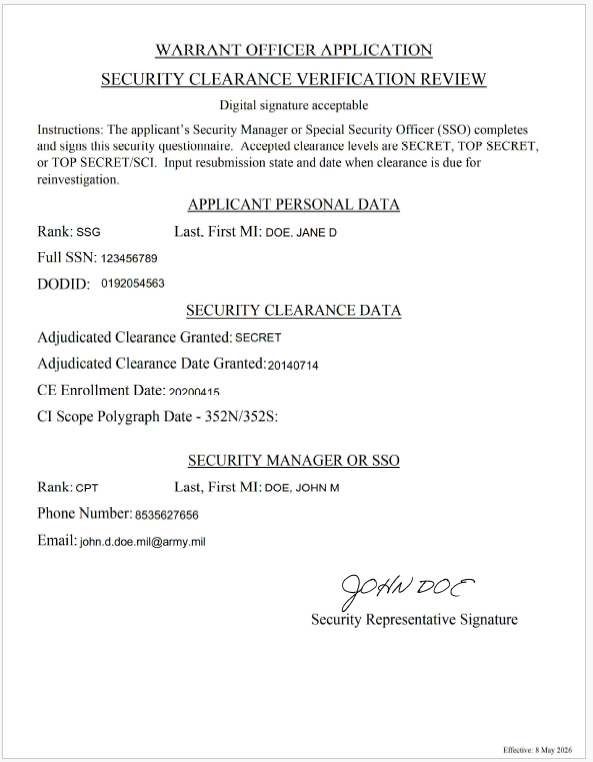 WARRANT OFFICER APPLICATION
SECURITY CLEARANCE VERIFICATION REVIEW
Digital signature acceptable
Instructions: The applicant's Security Manager or Special Security Officer (SSO) completes
and signs this security questionnaire. Accepted clearance levels are SECRET, TOP SECRET,
or TOP SECRET/SCI. Input resubmission state and date when clearance is due for
reinvestigation.
APPLICANT PERSONAL DATA
Rank: SSG Last, First MI: DOE. JANE D
Full SSN: 123456789
DODID: 0192054563
SECURITY CLEARANCE DATA
Adjudicated Clearance Granted: SECRET
Adjudicated Clearance Date Granted: 20140714
CE Enrollment Date: 20200415
CI Scope Polygraph Date - 352N/352S:
SECURITY MANAGER OR SSO
Rank: CPT Last, First MI: DOE, JOHN M
Phone Number: 8535627656
Email: john.d.doe.mil@army.mil
JOHN DOE
Security Representative Signature
Effective: 8 May 2026